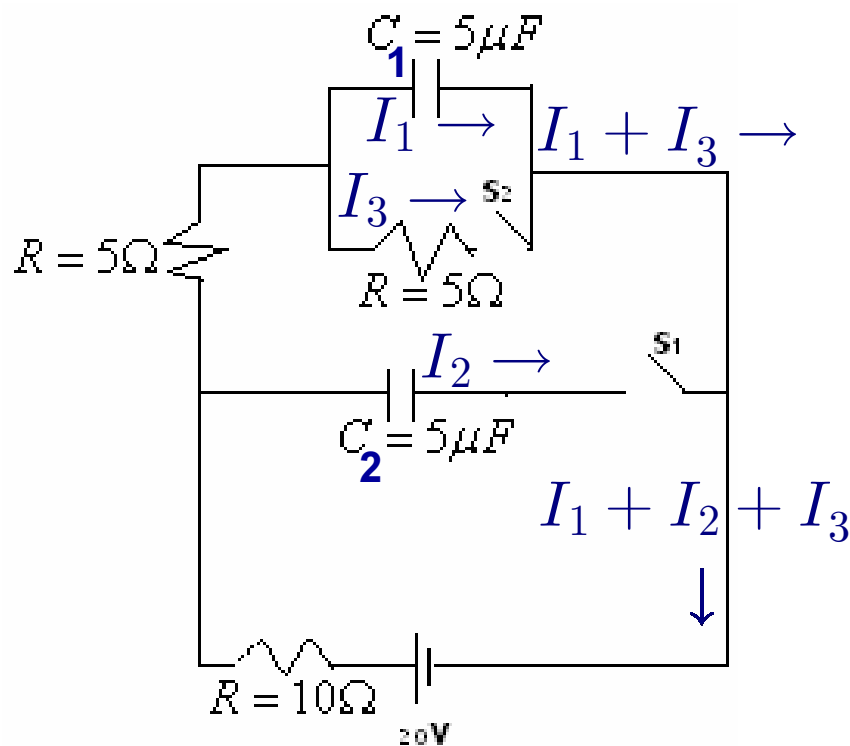 C₁ = 5μF
I₁ → I₁ + I₃ →
I₃ → S₂
R = 5Ω
R = 5Ω
I₂ → S₁
C₂ = 5μF
I₁ + I₂ + I₃
↓
R = 10Ω
20V